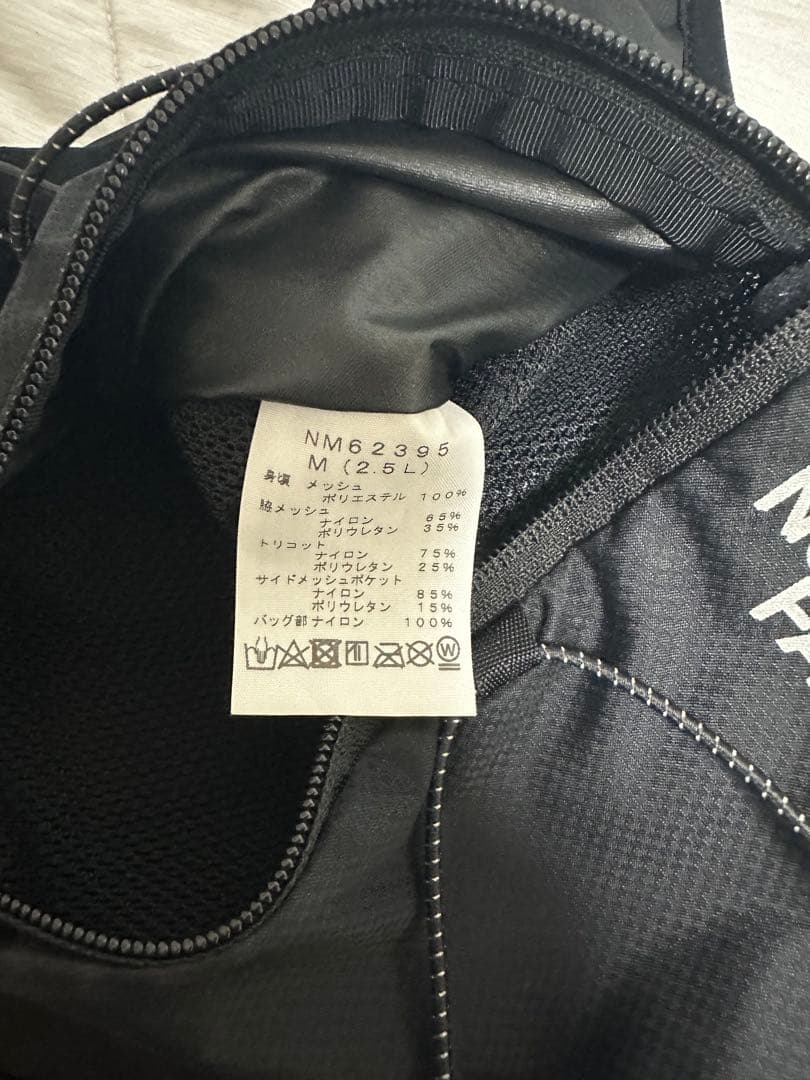 NM62395
M (2.5L)
身頃 メッシュ
ポリエステル 100%
脇メッシュ
ナイロン 65%
ポリウレタン 35%
トリコット
ナイロン 75%
ポリウレタン 25%
サイドメッシュポケット
ナイロン 85%
ポリウレタン 15%
バッグ部 ナイロン 100%
W